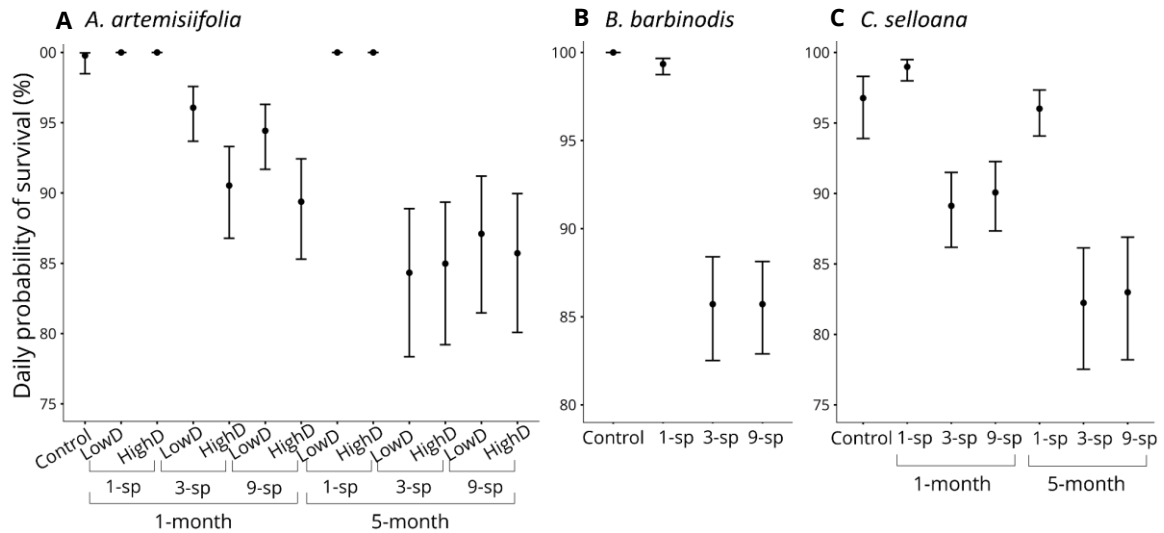 A A. artemisiifolia
Daily probability of survival (%)
00
95
90
85
80
75
Control LowD HighD LowD HighD LowD HighD LowD HighD LowD HighD LowD HighD
1-sp 3-sp 9-sp 1-sp 3-sp 9-sp
1-month 5-month
B B. barbinodis
100
95
90
85
80
Control 1-sp 3-sp 9-sp
C C. selloana
100
95
90
85
80
75
Control 1-sp 3-sp 9-sp 1-sp 3-sp 9-sp
1-month 5-month